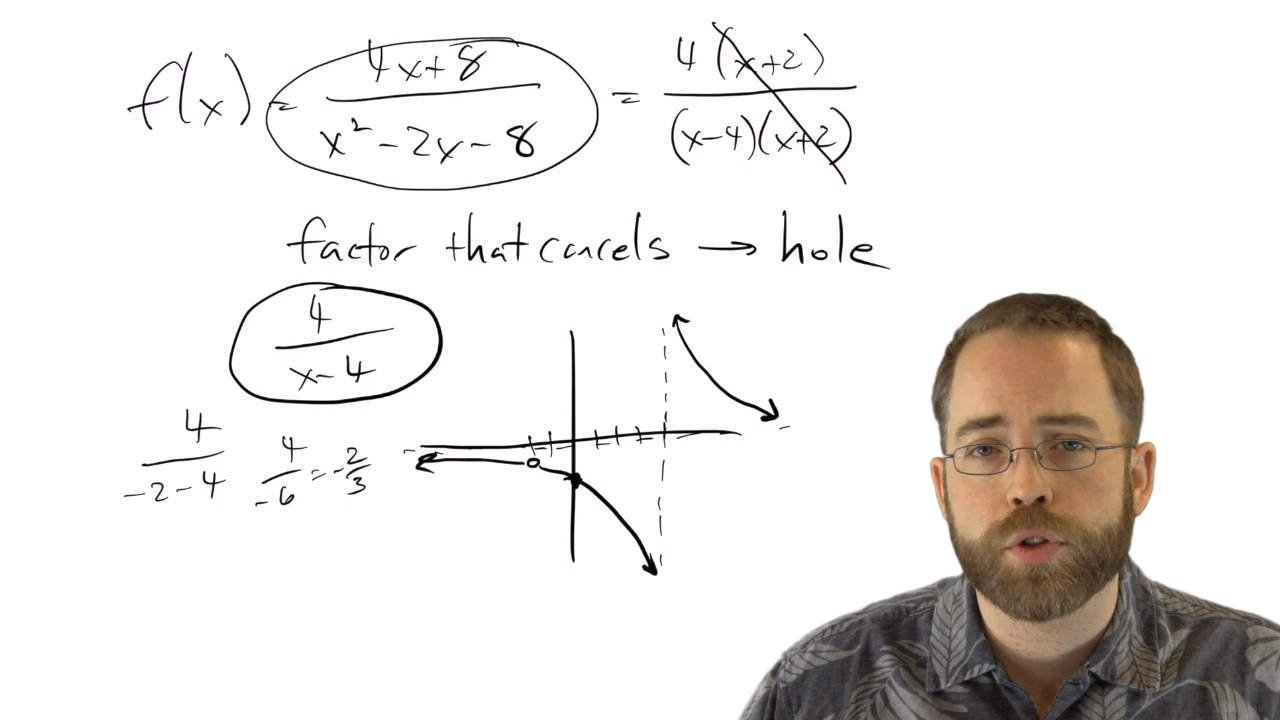 f(x) = 4x+8 / x² - 2x - 8 = 4(x+2) / (x-4)(x+2)
factor that cancels → hole
4 / x-4
4 / -2-4   4 / -6 = -2/3